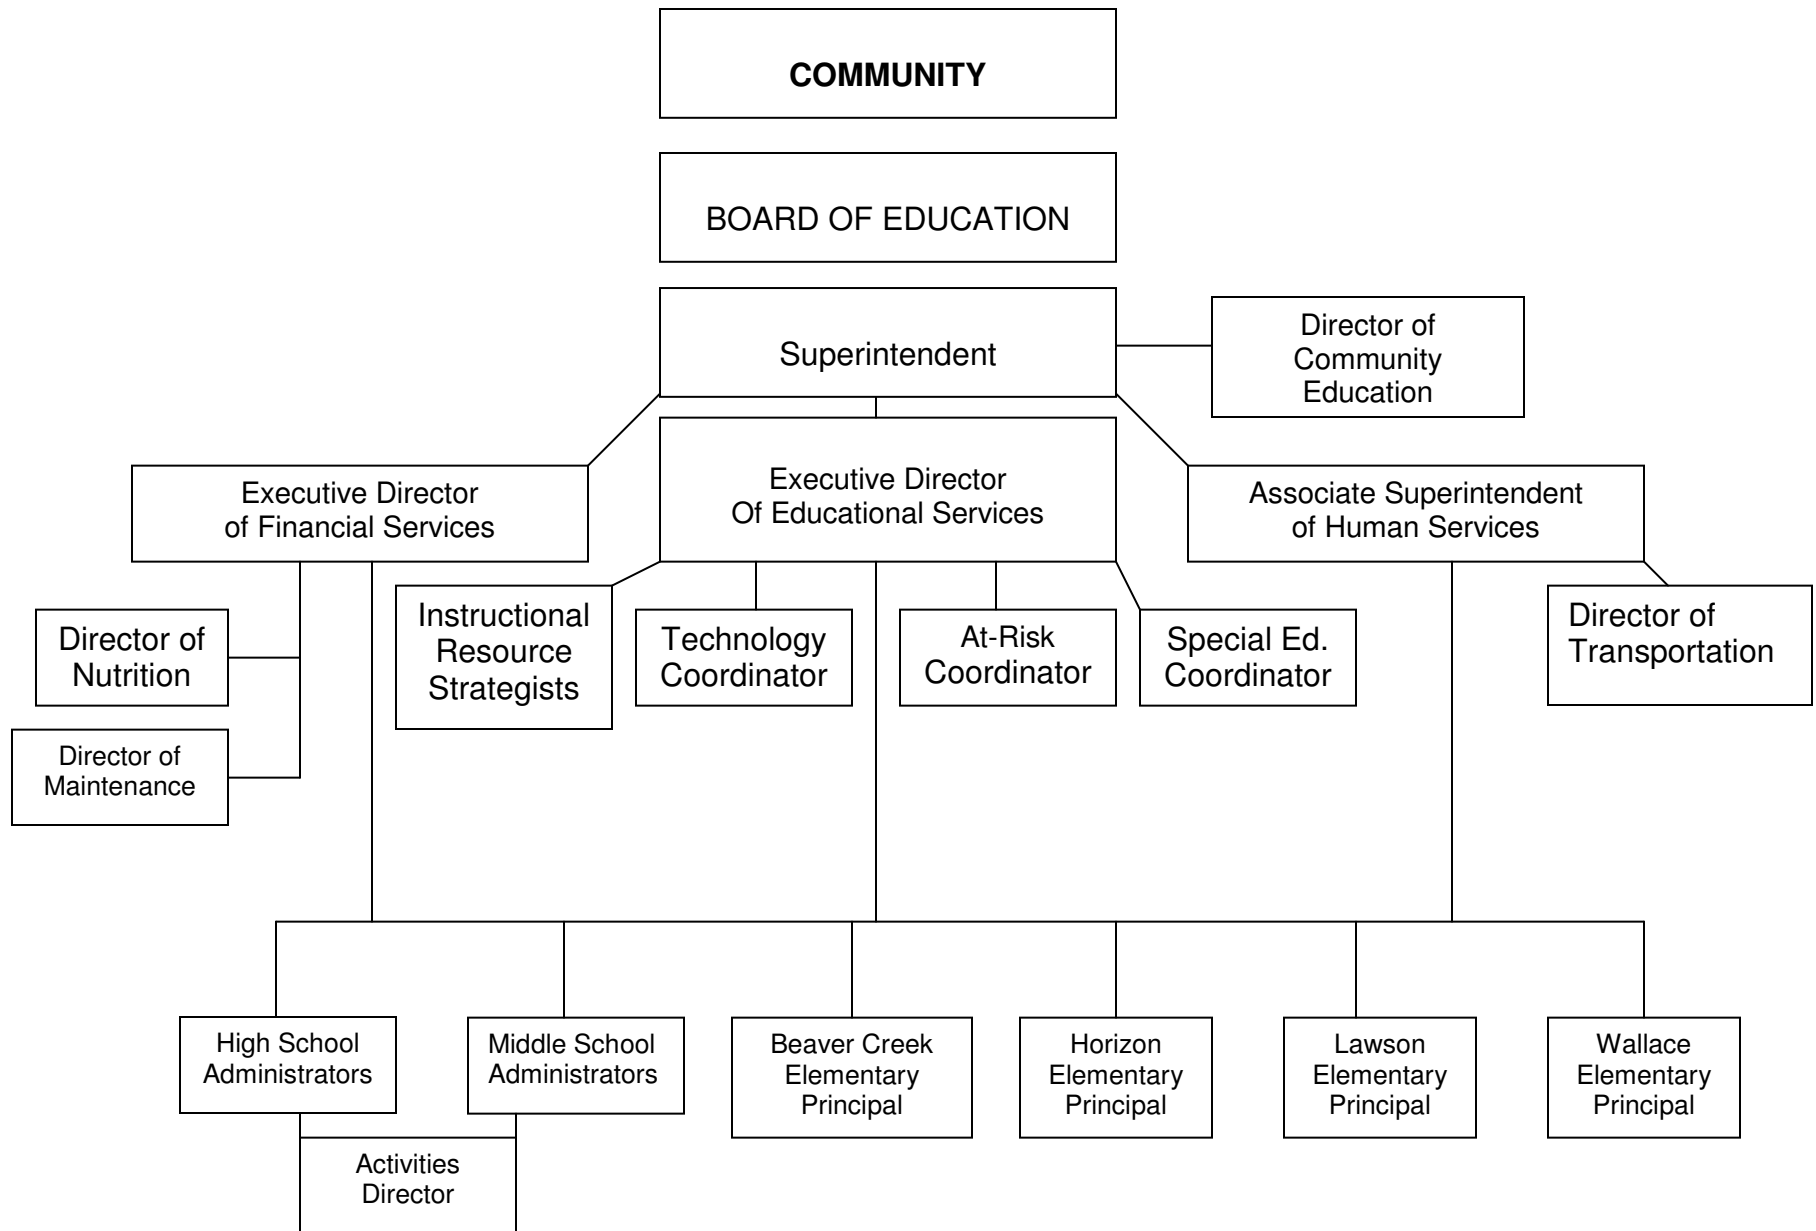 COMMUNITY
BOARD OF EDUCATION
Superintendent
Director of
Community
Education
Executive Director
of Financial Services
Executive Director
Of Educational Services
Associate Superintendent
of Human Services
Director of
Nutrition
Instructional
Resource
Strategists
Technology
Coordinator
At-Risk
Coordinator
Special Ed.
Coordinator
Director of
Transportation
Director of
Maintenance
High School
Administrators
Middle School
Administrators
Beaver Creek
Elementary
Principal
Horizon
Elementary
Principal
Lawson
Elementary
Principal
Wallace
Elementary
Principal
Activities
Director